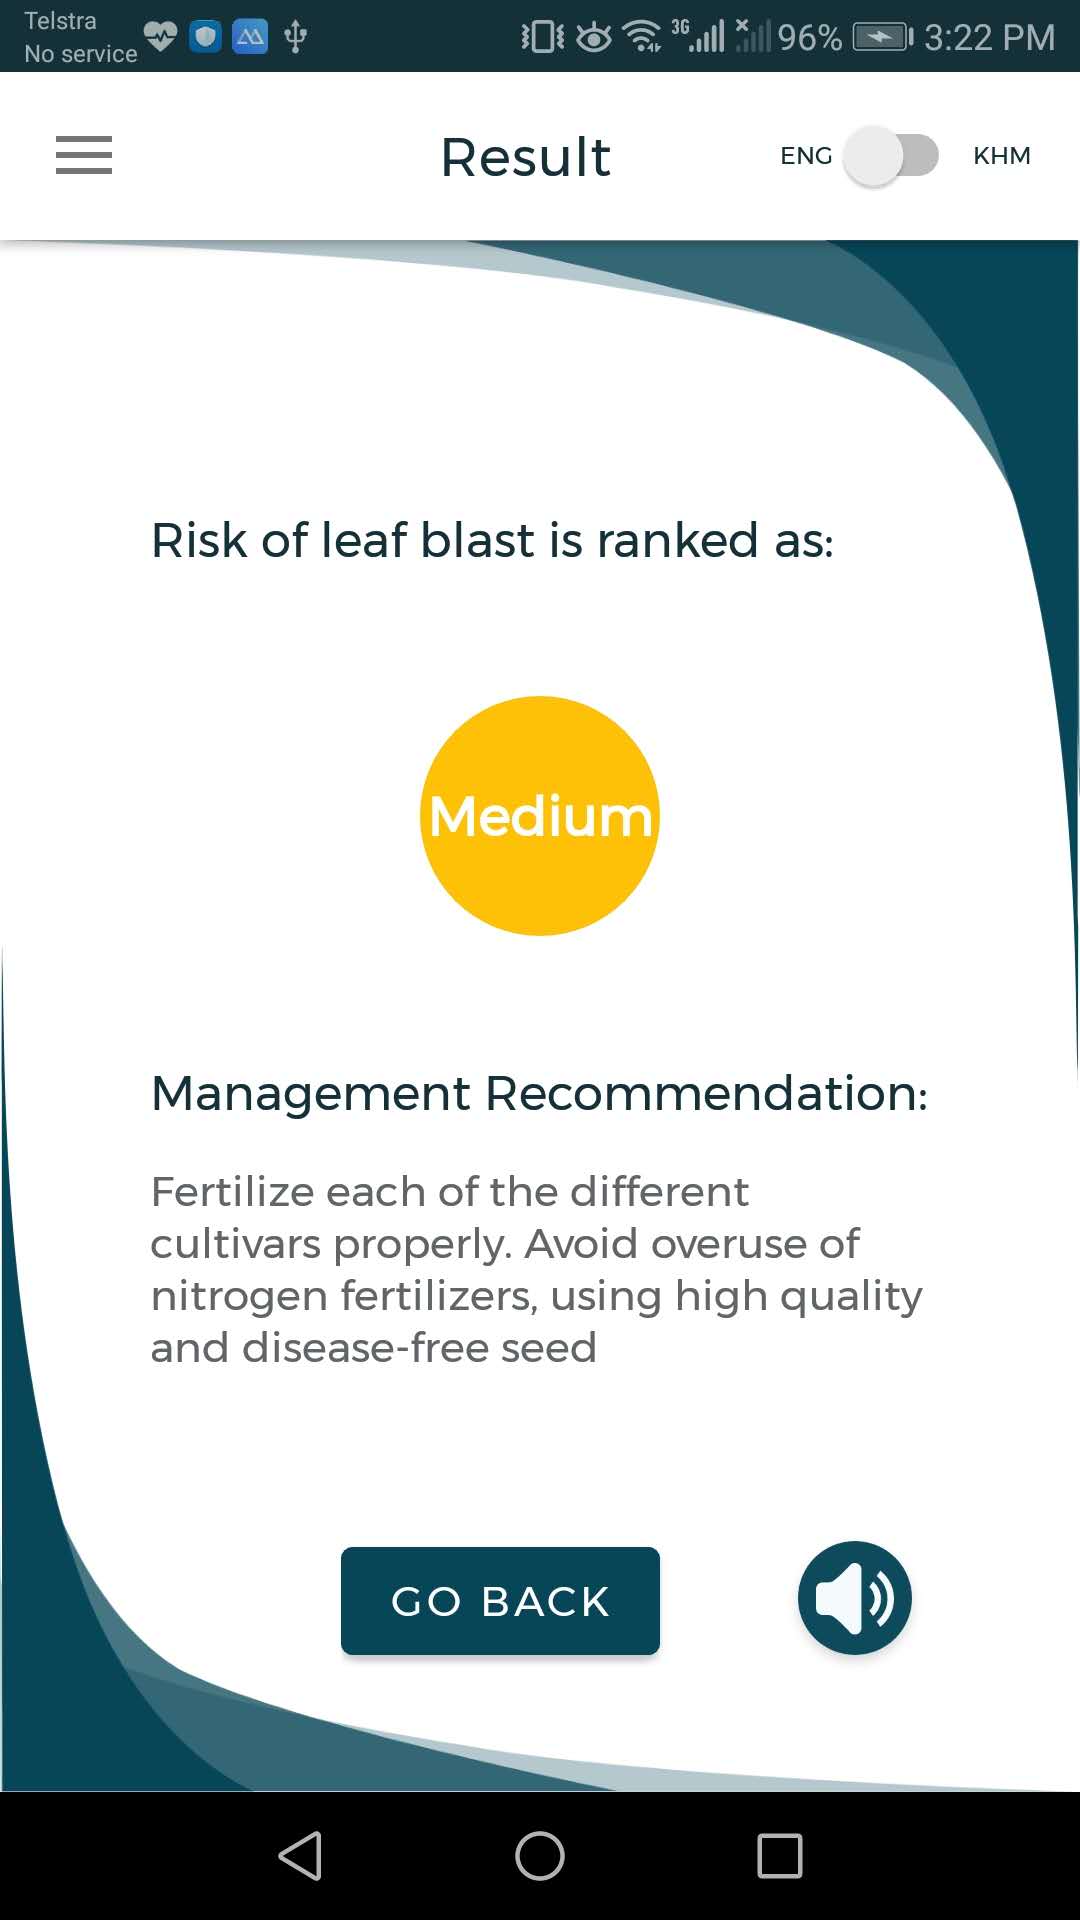 Telstra
No service
3G
96%
3:22 PM
Result
ENG
KHM
Risk of leaf blast is ranked as:
Medium
Management Recommendation:
Fertilize each of the different
cultivars properly. Avoid overuse of
nitrogen fertilizers, using high quality
and disease-free seed
GO BACK